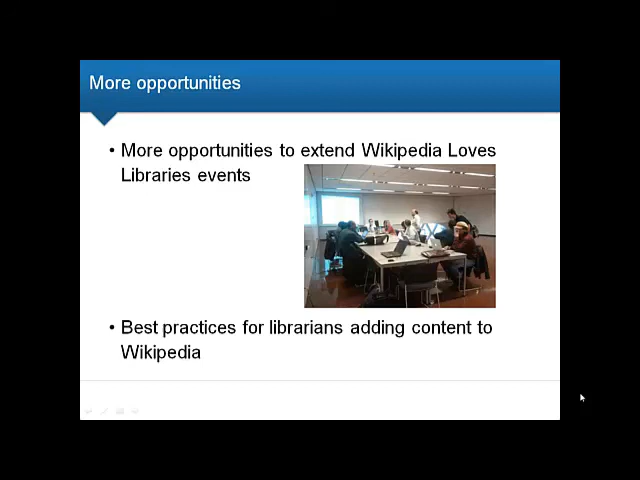 More opportunities
• More opportunities to extend Wikipedia Loves
Libraries events
• Best practices for librarians adding content to
Wikipedia